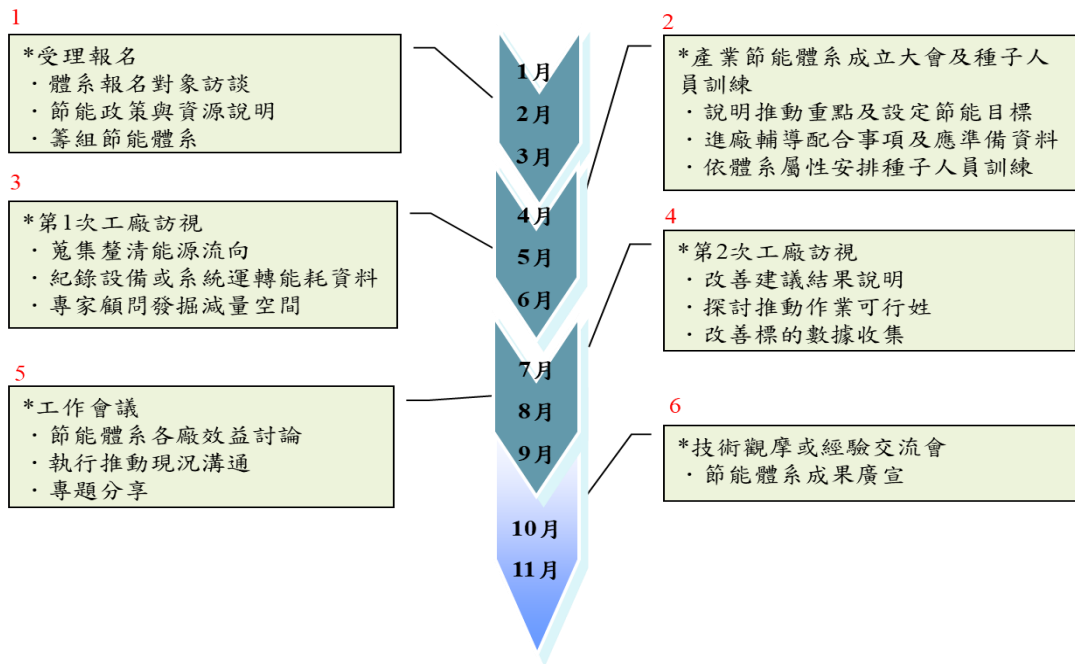 1
*受理報名
・體系報名對象訪談
・節能政策與資源說明
・籌組節能體系
2
*產業節能體系成立大會及種子人
員訓練
・說明推動重點及設定節能目標
・進廠輔導配合事項及應準備資料
・依體系屬性安排種子人員訓練
3
*第1次工廠訪視
・蒐集釐清能源流向
・紀錄設備或系統運轉能耗資料
・專家顧問發掘減量空間
4
*第2次工廠訪視
・改善建議結果說明
・探討推動作業可行姓
・改善標的數據收集
5
*工作會議
・節能體系各廠效益討論
・執行推動現況溝通
・專題分享
6
*技術觀摩或經驗交流會
・節能體系成果廣宣
1月
2月
3月
4月
5月
6月
7月
8月
9月
10月
11月